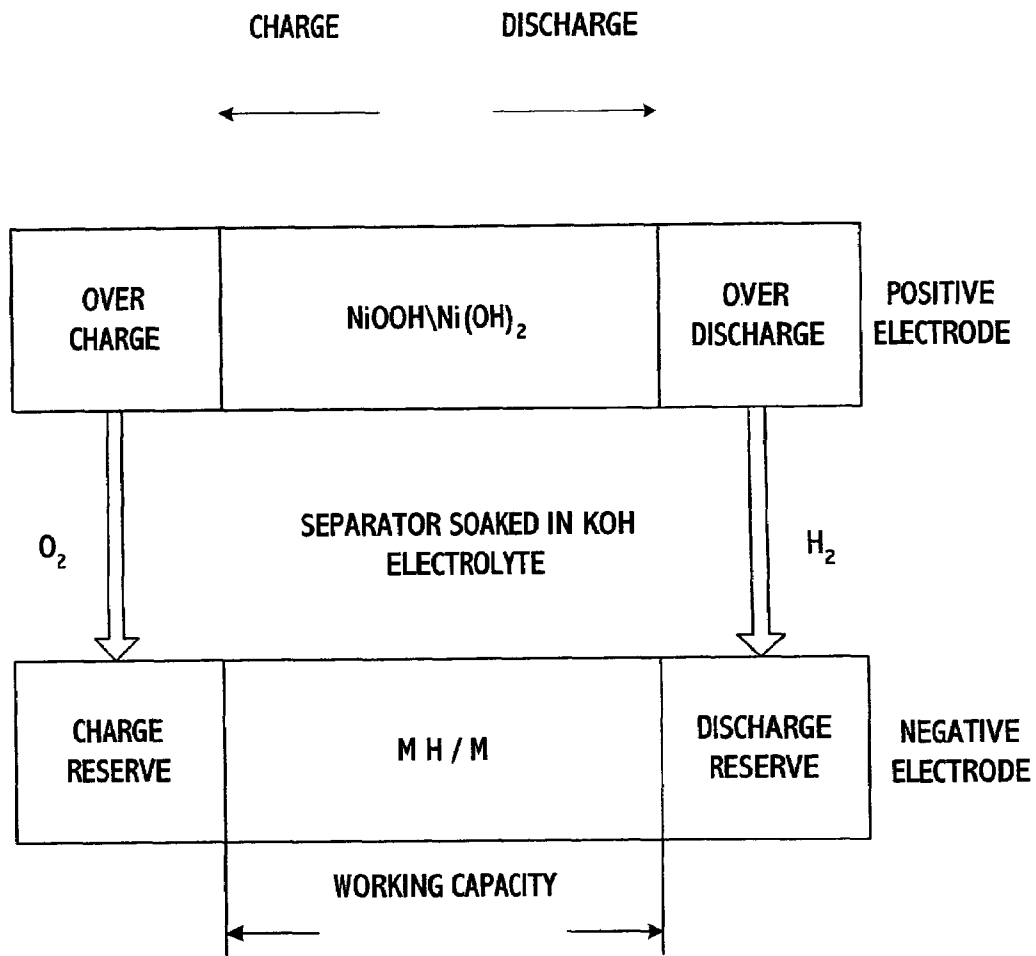 CHARGE DISCHARGE
OVER
CHARGE
NiOOH\Ni(OH)₂
OVER
DISCHARGE
POSITIVE
ELECTRODE
O₂
SEPARATOR SOAKED IN KOH
ELECTROLYTE
H₂
CHARGE
RESERVE
M H / M
DISCHARGE
RESERVE
NEGATIVE
ELECTRODE
WORKING CAPACITY